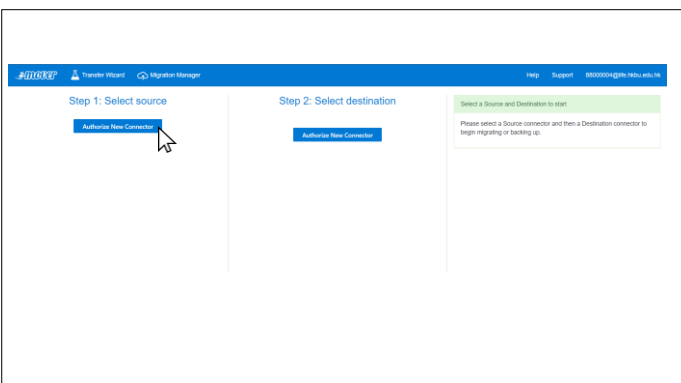 Transfer Wizard Migration Manager Help Support 88000004@life.hkbu.edu.hk
Step 1: Select source
Authorize New Connector
Step 2: Select destination
Authorize New Connector
Select a Source and Destination to start
Please select a Source connector and then a Destination connector to
begin migrating or backing up.